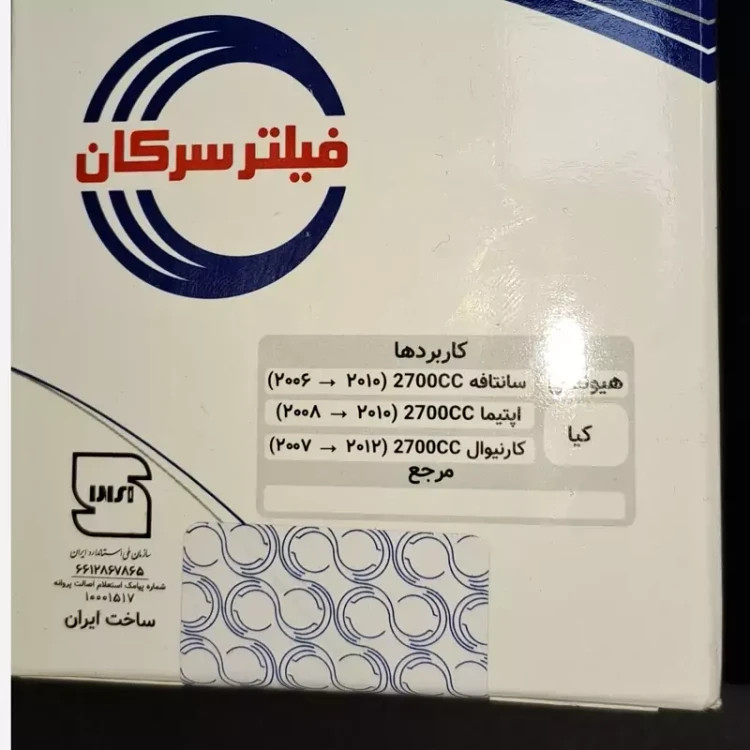 فیلتر سرکان
کاربردها
سانتافه 2700CC (۲۰۱۰ → ۲۰۰۶)
کیا
اپتیما 2700CC (۲۰۱۰ → ۲۰۰۸)
کارنیوال 2700CC (۲۰۱۲ → ۲۰۰۷)
مرجع
سازمان ملی استاندارد ایران
۶۶۱۲۸۶۷۸۶۵
شماره پیامک استعلام اصالت پروانه
۱۰۰۰۱۵۱۷
ساخت ایران